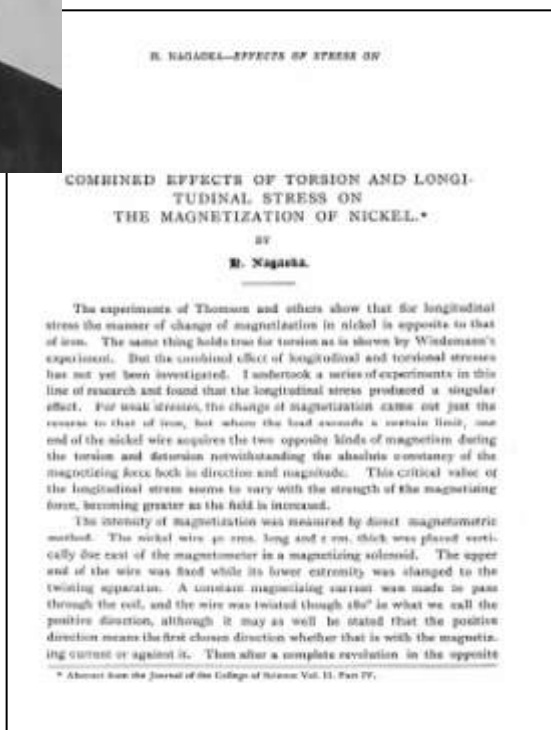 H. NAGAOKA—EFFECTS OF STRESS ON
COMBINED EFFECTS OF TORSION AND LONGI-
TUDINAL STRESS ON
THE MAGNETIZATION OF NICKEL.*
BY
H. Nagaoka.
The experiments of Thomson and others show that for longitudinal
stress the manner of change of magnetization in nickel is opposite to that
of iron. The same thing holds true for torsion as is shown by Wiedemann's
experiment. But the combined effect of longitudinal and torsional stresses
has not yet been investigated. I undertook a series of experiments in this
line of research and found that the longitudinal stress produced a singular
effect. For weak stresses, the change of magnetization came out just the
reverse to that of iron, but where the load exceeds a certain limit, one
end of the nickel wire acquires the two opposite kinds of magnetism during
the torsion and detorsion notwithstanding the absolute constancy of the
magnetizing force both in direction and magnitude. This critical value of
the longitudinal stress seems to vary with the strength of the magnetizing
force, becoming greater as the field is increased.
The intensity of magnetization was measured by direct magnetometric
method. The nickel wire cms. long and cm. thick was placed verti-
cally due east of the magnetometer in a magnetizing solenoid. The upper
end of the wire was fixed while its lower extremity was clamped to the
twisting apparatus. A constant magnetizing current was made to pass
through the coil, and the wire was twisted though 180° in what we call the
positive direction, although it may as well be stated that the positive
direction means the first chosen direction whether that is with the magnetiz-
ing current or against it. Then after a complete revolution in the opposite
* Abstract from the Journal of the College of Science Vol. II. Part IV.